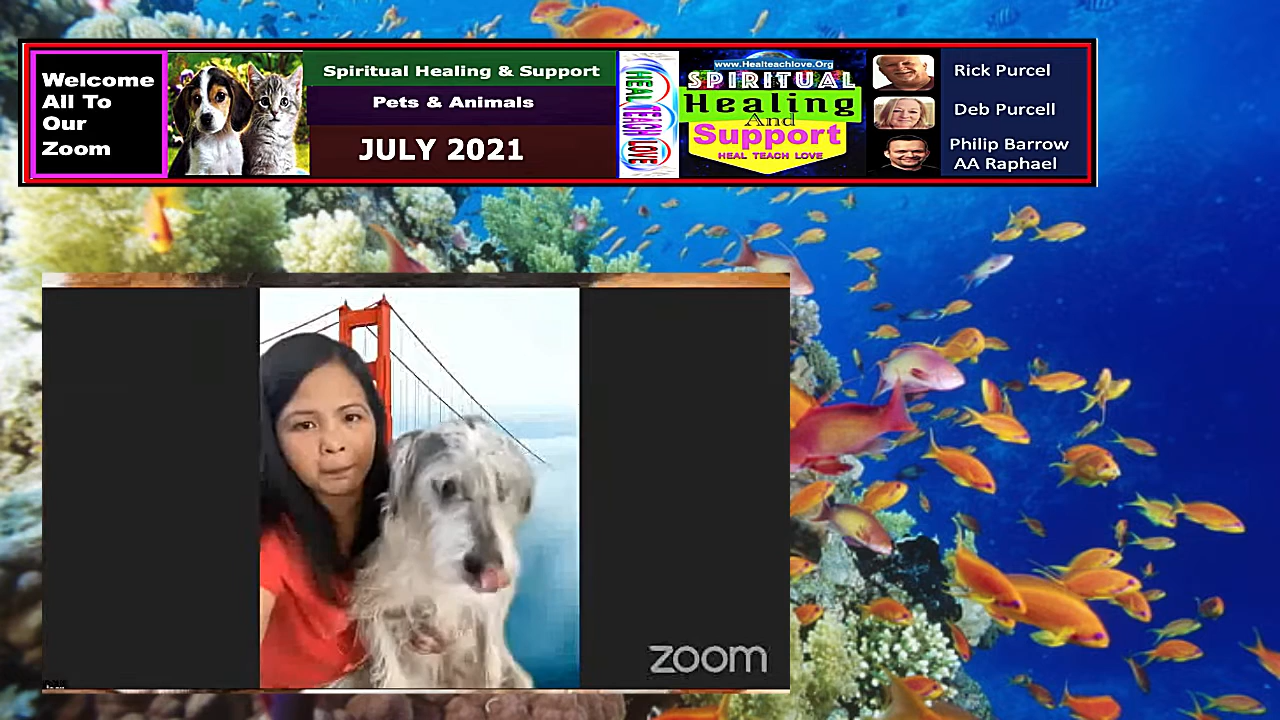 Welcome
All To
Our
Zoom
Spiritual Healing & Support
Pets & Animals
JULY 2021
HEAL TEACH LOVE
www.Healteachlove.Org
SPIRITUAL
Healing
And
Support
HEAL TEACH LOVE
Rick Purcel
Deb Purcell
Philip Barrow
AA Raphael
zoom